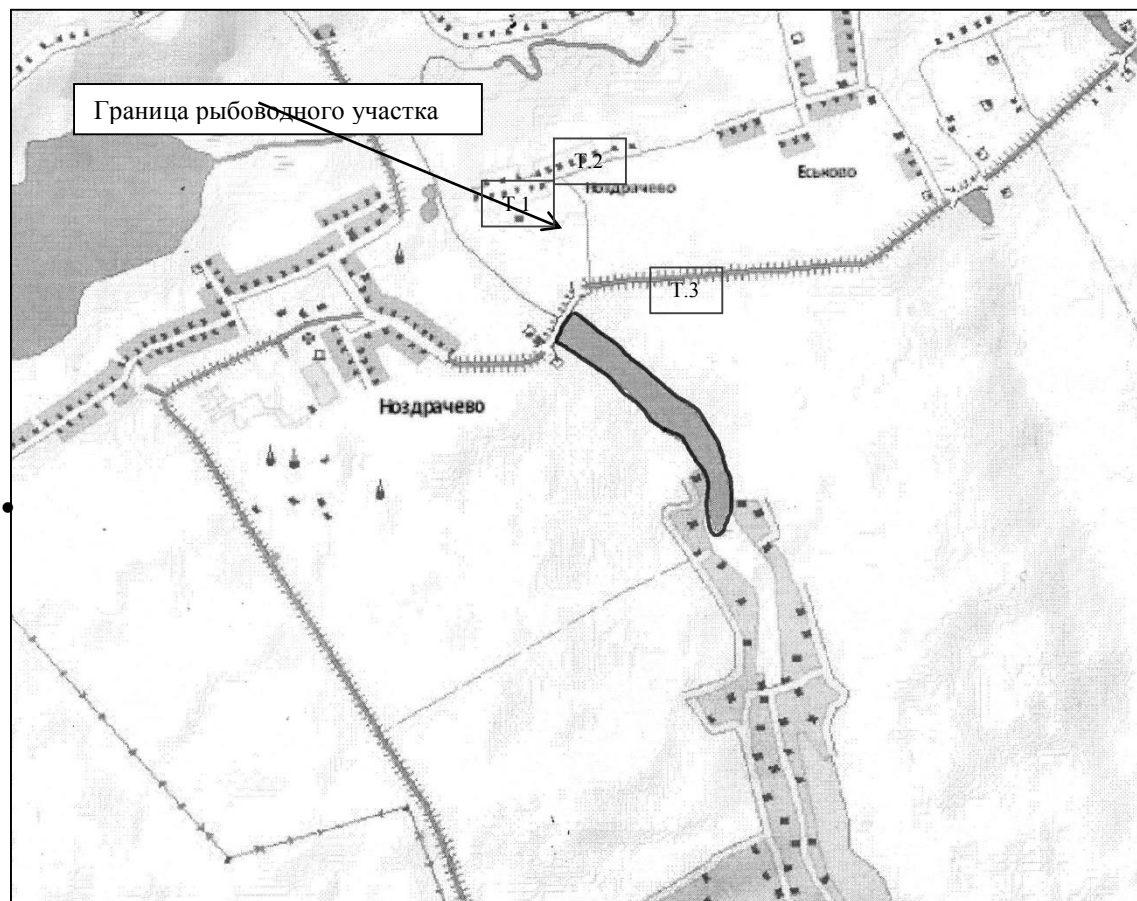 Граница рыбоводного участка
Т.2
Еськово
Ноздрачево
Т.1
Т.3
Ноздрачево